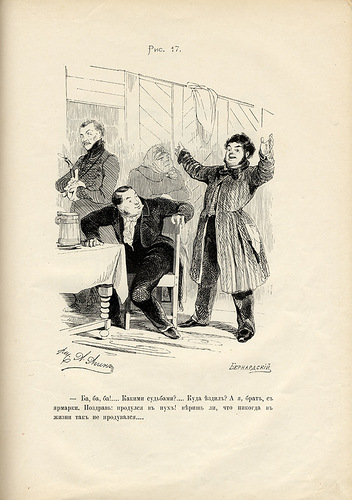 Рис. 17.
А. Агинъ
Бернардскій.
— Ба, ба, ба!.... Какими судьбами?.... Куда ѣздилъ? А я, братъ, съ
ярмарки. Поздравь: продулся въ пухъ! вѣришь ли, что никогда въ
жизни такъ не продувался....